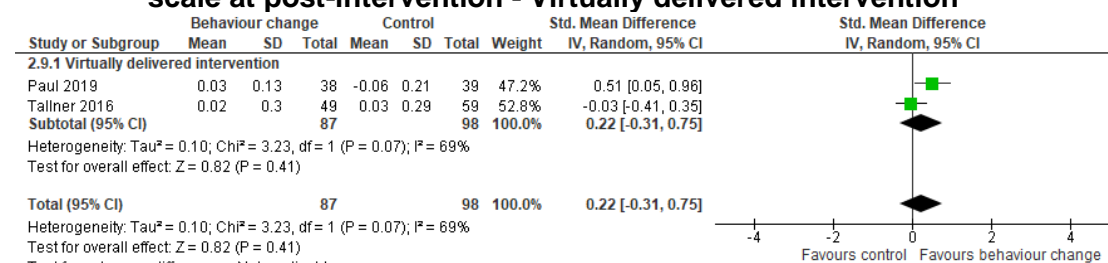 scale at post-intervention - Virtually delivered intervention
Behaviour change Control Std. Mean Difference Std. Mean Difference
Study or Subgroup Mean SD Total Mean SD Total Weight IV, Random, 95% CI IV, Random, 95% CI
2.9.1 Virtually delivered intervention
Paul 2019 0.03 0.13 38 -0.06 0.21 39 47.2% 0.51 [0.05, 0.96]
Tallner 2016 0.02 0.3 49 0.03 0.29 59 52.8% -0.03 [-0.41, 0.35]
Subtotal (95% CI) 87 98 100.0% 0.22 [-0.31, 0.75]
Heterogeneity: Tau² = 0.10; Chi² = 3.23, df = 1 (P = 0.07); I² = 69%
Test for overall effect: Z = 0.82 (P = 0.41)
Total (95% CI) 87 98 100.0% 0.22 [-0.31, 0.75]
Heterogeneity: Tau² = 0.10; Chi² = 3.23, df = 1 (P = 0.07); I² = 69%
Test for overall effect: Z = 0.82 (P = 0.41)
-4 -2 0 2 4
Favours control Favours behaviour change